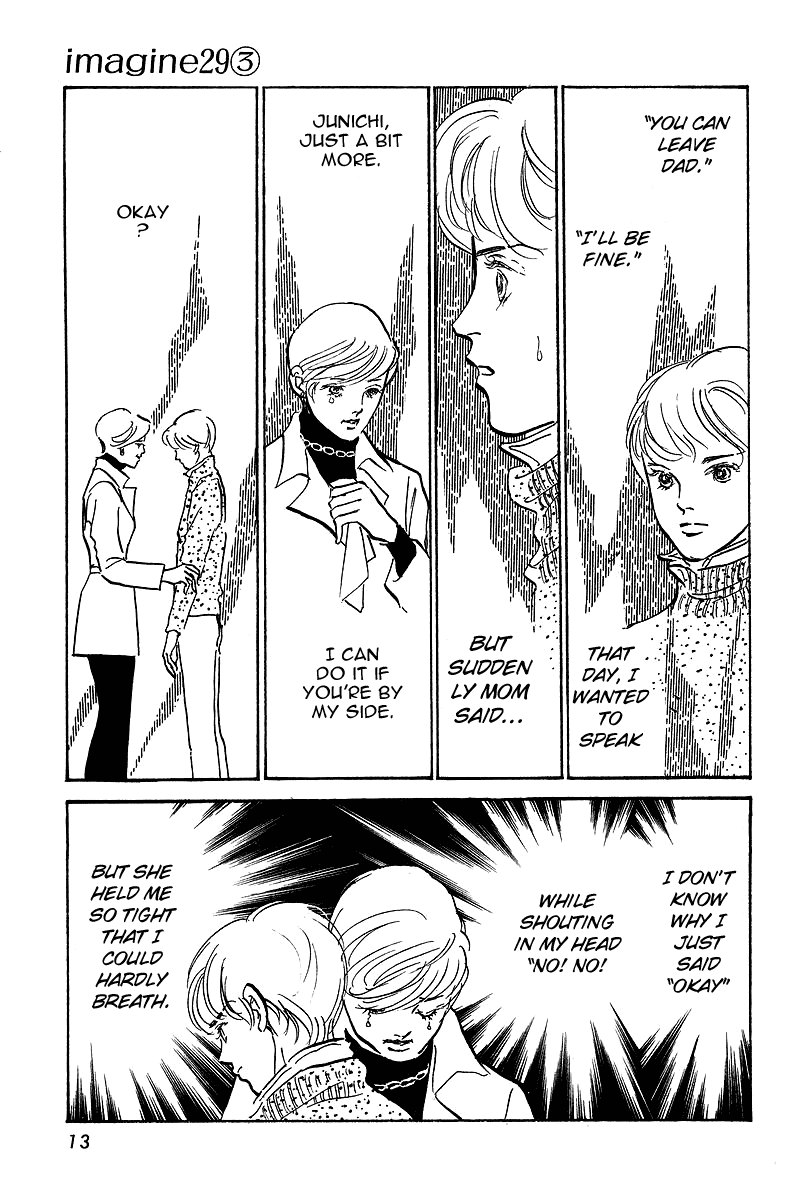 imagine29③
"YOU CAN
LEAVE
DAD."
"I'LL BE
FINE."
THAT
DAY, I
WANTED
TO
SPEAK
BUT
SUDDEN
LY MOM
SAID...
JUNICHI,
JUST A BIT
MORE.
I CAN
DO IT IF
YOU'RE BY
MY SIDE.
OKAY
?
I DON'T
KNOW
WHY I
JUST
SAID
"OKAY"
WHILE
SHOUTING
IN MY HEAD
"NO! NO!
BUT SHE
HELD ME
SO TIGHT
THAT I
COULD
HARDLY
BREATH.
13